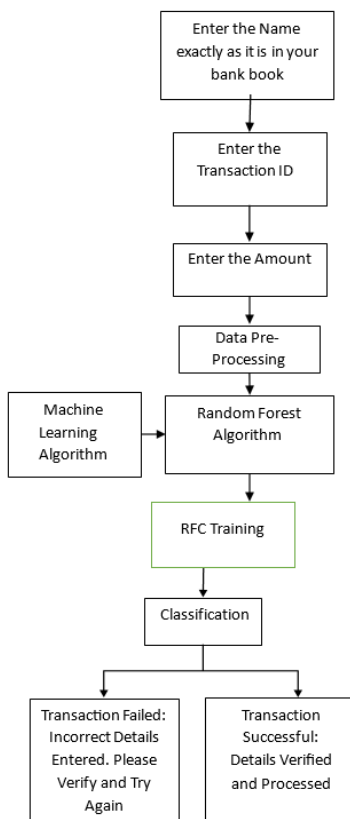 Enter the Name
exactly as it is in your
bank book
Enter the
Transaction ID
Enter the Amount
Data Pre-
Processing
Machine
Learning
Algorithm
Random Forest
Algorithm
RFC Training
Classification
Transaction Failed:
Incorrect Details
Entered. Please
Verify and Try
Again
Transaction
Successful:
Details Verified
and Processed